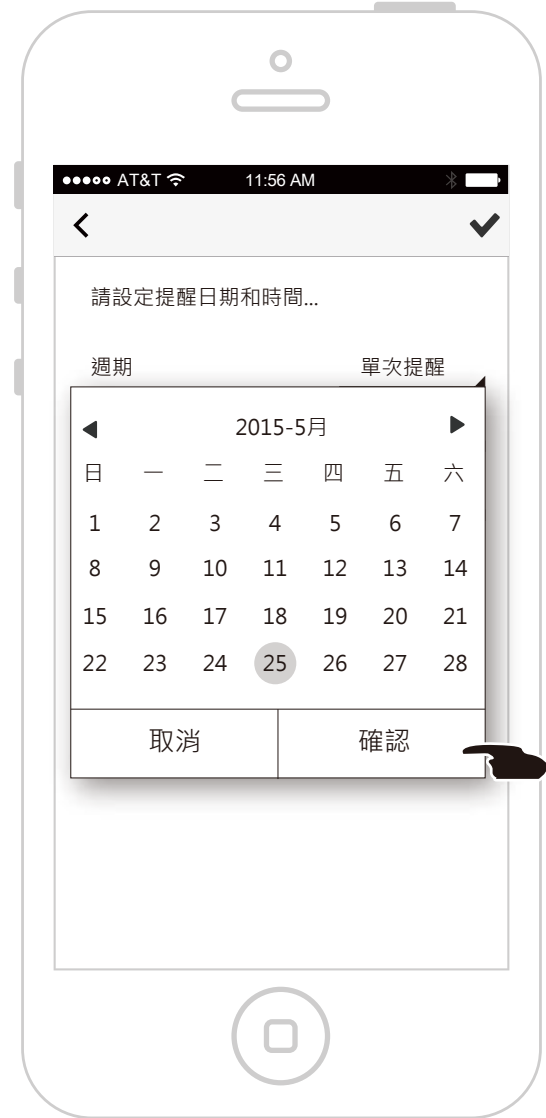 AT&T 11:56 AM
請設定提醒日期和時間...
週期 單次提醒
2015-5月
日 一 二 三 四 五 六
1 2 3 4 5 6 7
8 9 10 11 12 13 14
15 16 17 18 19 20 21
22 23 24 25 26 27 28
取消 確認